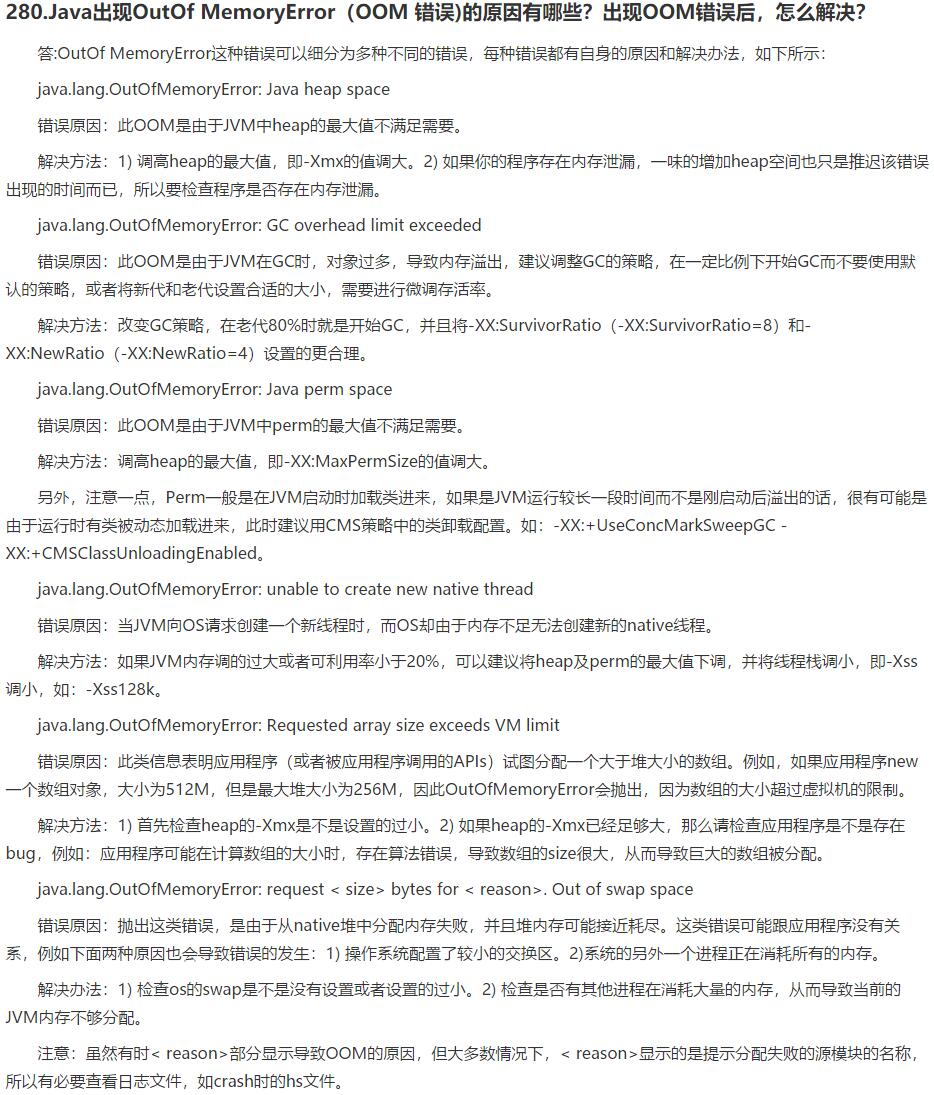 280.Java出现OutOf MemoryError（OOM 错误)的原因有哪些？出现OOM错误后，怎么解决？
答:OutOf MemoryError这种错误可以细分为多种不同的错误，每种错误都有自身的原因和解决办法，如下所示：
java.lang.OutOfMemoryError: Java heap space
错误原因：此OOM是由于JVM中heap的最大值不满足需要。
解决方法：1) 调高heap的最大值，即-Xmx的值调大。2) 如果你的程序存在内存泄漏，一味的增加heap空间也只是推迟该错误
出现的时间而已，所以要检查程序是否存在内存泄漏。
java.lang.OutOfMemoryError: GC overhead limit exceeded
错误原因：此OOM是由于JVM在GC时，对象过多，导致内存溢出，建议调整GC的策略，在一定比例下开始GC而不要使用默
认的策略，或者将新代和老代设置合适的大小，需要进行微调存活率。
解决方法：改变GC策略，在老代80%时就是开始GC，并且将-XX:SurvivorRatio（-XX:SurvivorRatio=8）和-
XX:NewRatio（-XX:NewRatio=4）设置的更合理。
java.lang.OutOfMemoryError: Java perm space
错误原因：此OOM是由于JVM中perm的最大值不满足需要。
解决方法：调高heap的最大值，即-XX:MaxPermSize的值调大。
另外，注意一点，Perm一般是在JVM启动时加载类进来，如果是JVM运行较长一段时间而不是刚启动后溢出的话，很有可能是
由于运行时有类被动态加载进来，此时建议用CMS策略中的类卸载配置。如：-XX:+UseConcMarkSweepGC -
XX:+CMSClassUnloadingEnabled。
java.lang.OutOfMemoryError: unable to create new native thread
错误原因：当JVM向OS请求创建一个新线程时，而OS却由于内存不足无法创建新的native线程。
解决方法：如果JVM内存调的过大或者可利用率小于20%，可以建议将heap及perm的最大值下调，并将线程栈调小，即-Xss
调小，如：-Xss128k。
java.lang.OutOfMemoryError: Requested array size exceeds VM limit
错误原因：此类信息表明应用程序（或者被应用程序调用的APIs）试图分配一个大于堆大小的数组。例如，如果应用程序new
一个数组对象，大小为512M，但是最大堆大小为256M，因此OutOfMemoryError会抛出，因为数组的大小超过虚拟机的限制。
解决方法：1) 首先检查heap的-Xmx是不是设置的过小。2) 如果heap的-Xmx已经足够大，那么请检查应用程序是不是存在
bug，例如：应用程序可能在计算数组的大小时，存在算法错误，导致数组的size很大，从而导致巨大的数组被分配。
java.lang.OutOfMemoryError: request < size> bytes for < reason>. Out of swap space
错误原因：抛出这类错误，是由于从native堆中分配内存失败，并且堆内存可能接近耗尽。这类错误可能跟应用程序没有关
系，例如下面两种原因也会导致错误的发生：1) 操作系统配置了较小的交换区。2)系统的另外一个进程正在消耗所有的内存。
解决办法：1) 检查os的swap是不是没有设置或者设置的过小。2) 检查是否有其他进程在消耗大量的内存，从而导致当前的
JVM内存不够分配。
注意：虽然有时< reason>部分显示导致OOM的原因，但大多数情况下，< reason>显示的是提示分配失败的源模块的名称，
所以有必要查看日志文件，如crash时的hs文件。